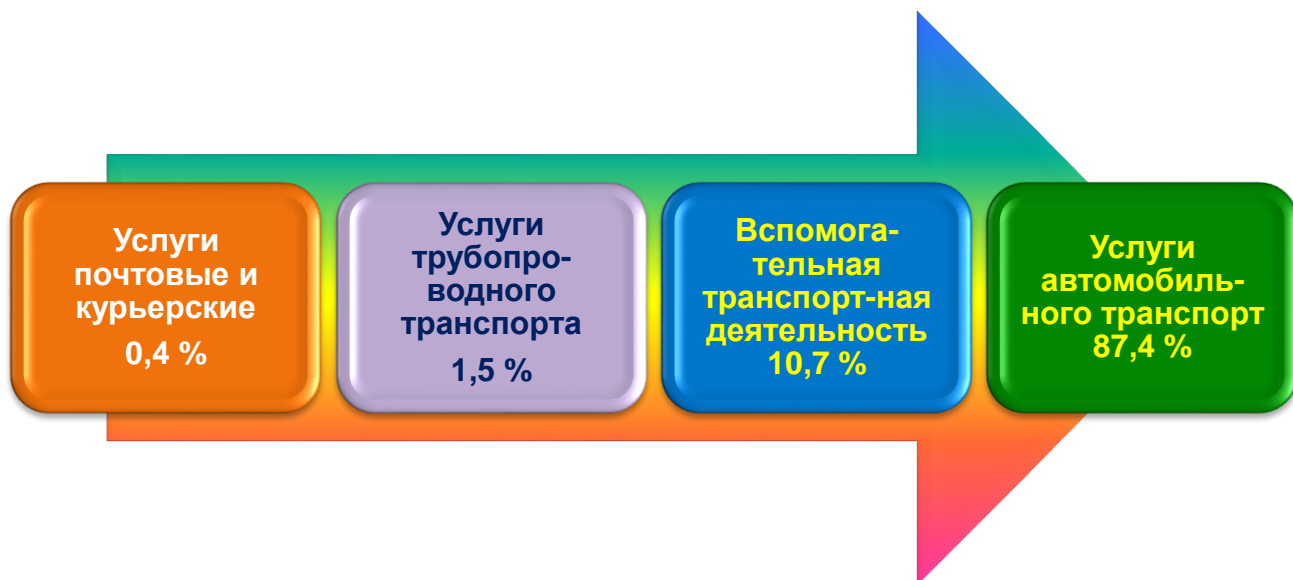 Услуги
почтовые и
курьерские
0,4 %
Услуги
трубопро-
водного
транспорта
1,5 %
Вспомога-
тельная
транспорт-ная
деятельность
10,7 %
Услуги
автомобиль-
ного транспорт
87,4 %